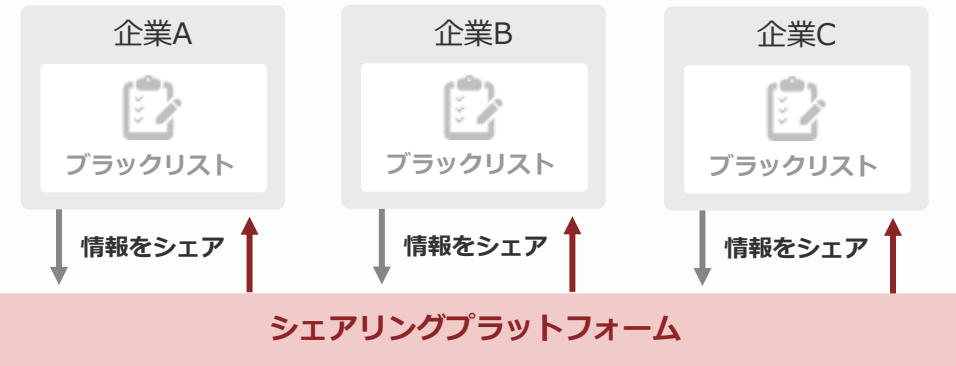 企業A
企業B
企業C
ブラックリスト
ブラックリスト
ブラックリスト
情報をシェア
情報をシェア
情報をシェア
シェアリングプラットフォーム